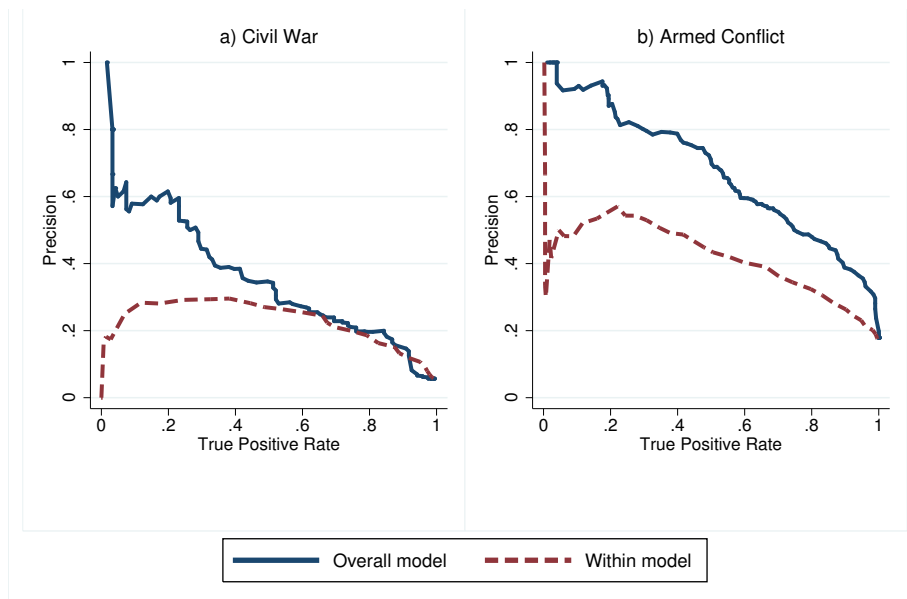 a) Civil War
Precision
0 .2 .4 .6 .8 1
0 .2 .4 .6 .8 1
True Positive Rate
b) Armed Conflict
Precision
0 .2 .4 .6 .8 1
0 .2 .4 .6 .8 1
True Positive Rate
Overall model Within model